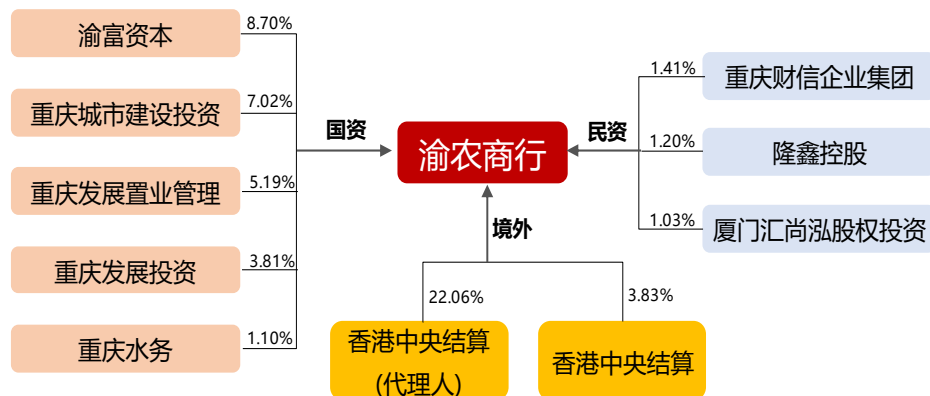 渝富资本
8.70%
重庆城市建设投资
7.02%
重庆发展置业管理
5.19%
重庆发展投资
3.81%
重庆水务
1.10%
国资
渝农商行
民资
境外
1.41%
重庆财信企业集团
1.20%
隆鑫控股
1.03%
厦门汇尚泓股权投资
22.06%
香港中央结算
(代理人)
3.83%
香港中央结算